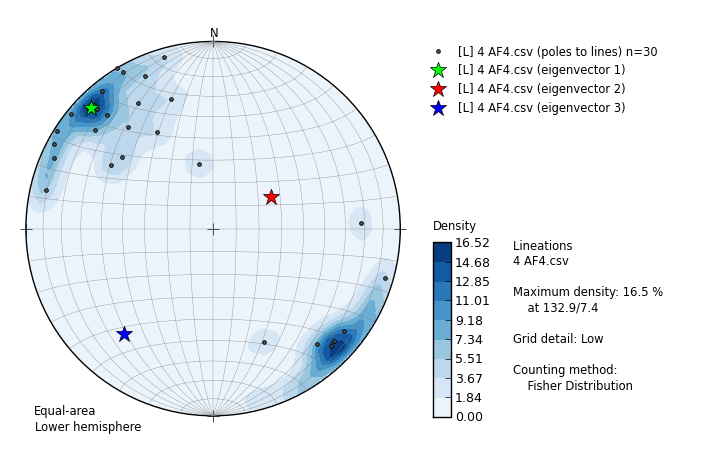 N
[L] 4 AF4.csv (poles to lines) n=30
[L] 4 AF4.csv (eigenvector 1)
[L] 4 AF4.csv (eigenvector 2)
[L] 4 AF4.csv (eigenvector 3)
Density
16.52
14.68
12.85
11.01
9.18
7.34
5.51
3.67
1.84
0.00
Lineations
4 AF4.csv
Maximum density: 16.5 %
at 132.9/7.4
Grid detail: Low
Counting method:
Fisher Distribution
Equal-area
Lower hemisphere